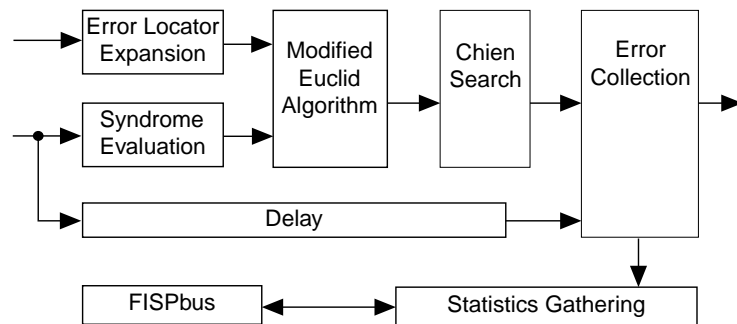 Error Locator
Expansion
Modified
Euclid
Algorithm
Chien
Search
Error
Collection
Syndrome
Evaluation
Delay
FISPbus
Statistics Gathering